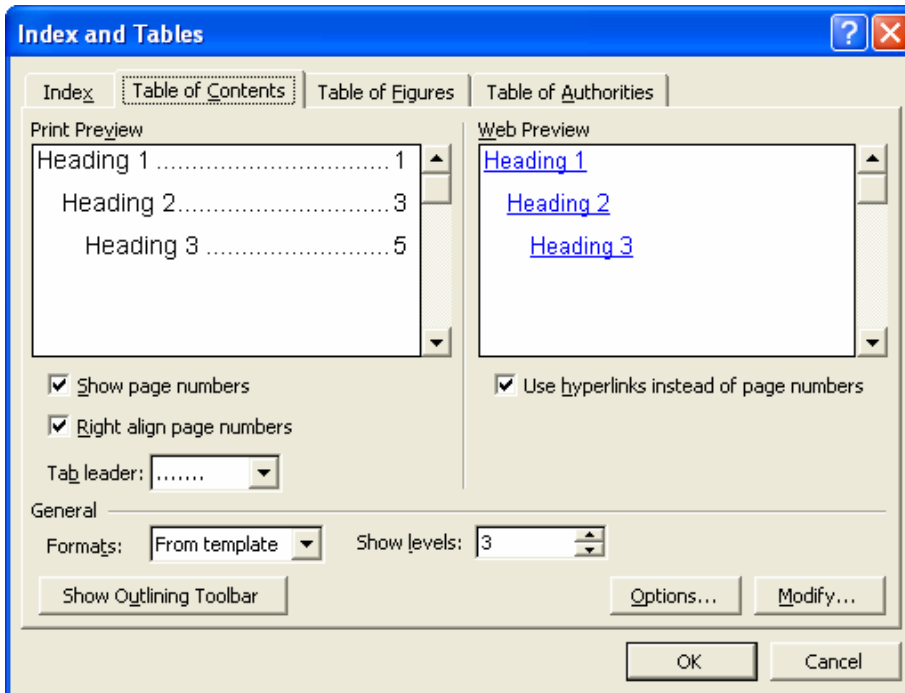 Index and Tables
Index Table of Contents Table of Figures Table of Authorities
Print Preview
Heading 1 ................................ 1
Heading 2............................. 3
Heading 3 ......................... 5
Web Preview
Heading 1
Heading 2
Heading 3
Show page numbers
Right align page numbers
Tab leader: .......
Use hyperlinks instead of page numbers
General
Formats: From template Show levels: 3
Show Outlining Toolbar Options... Modify...
OK Cancel